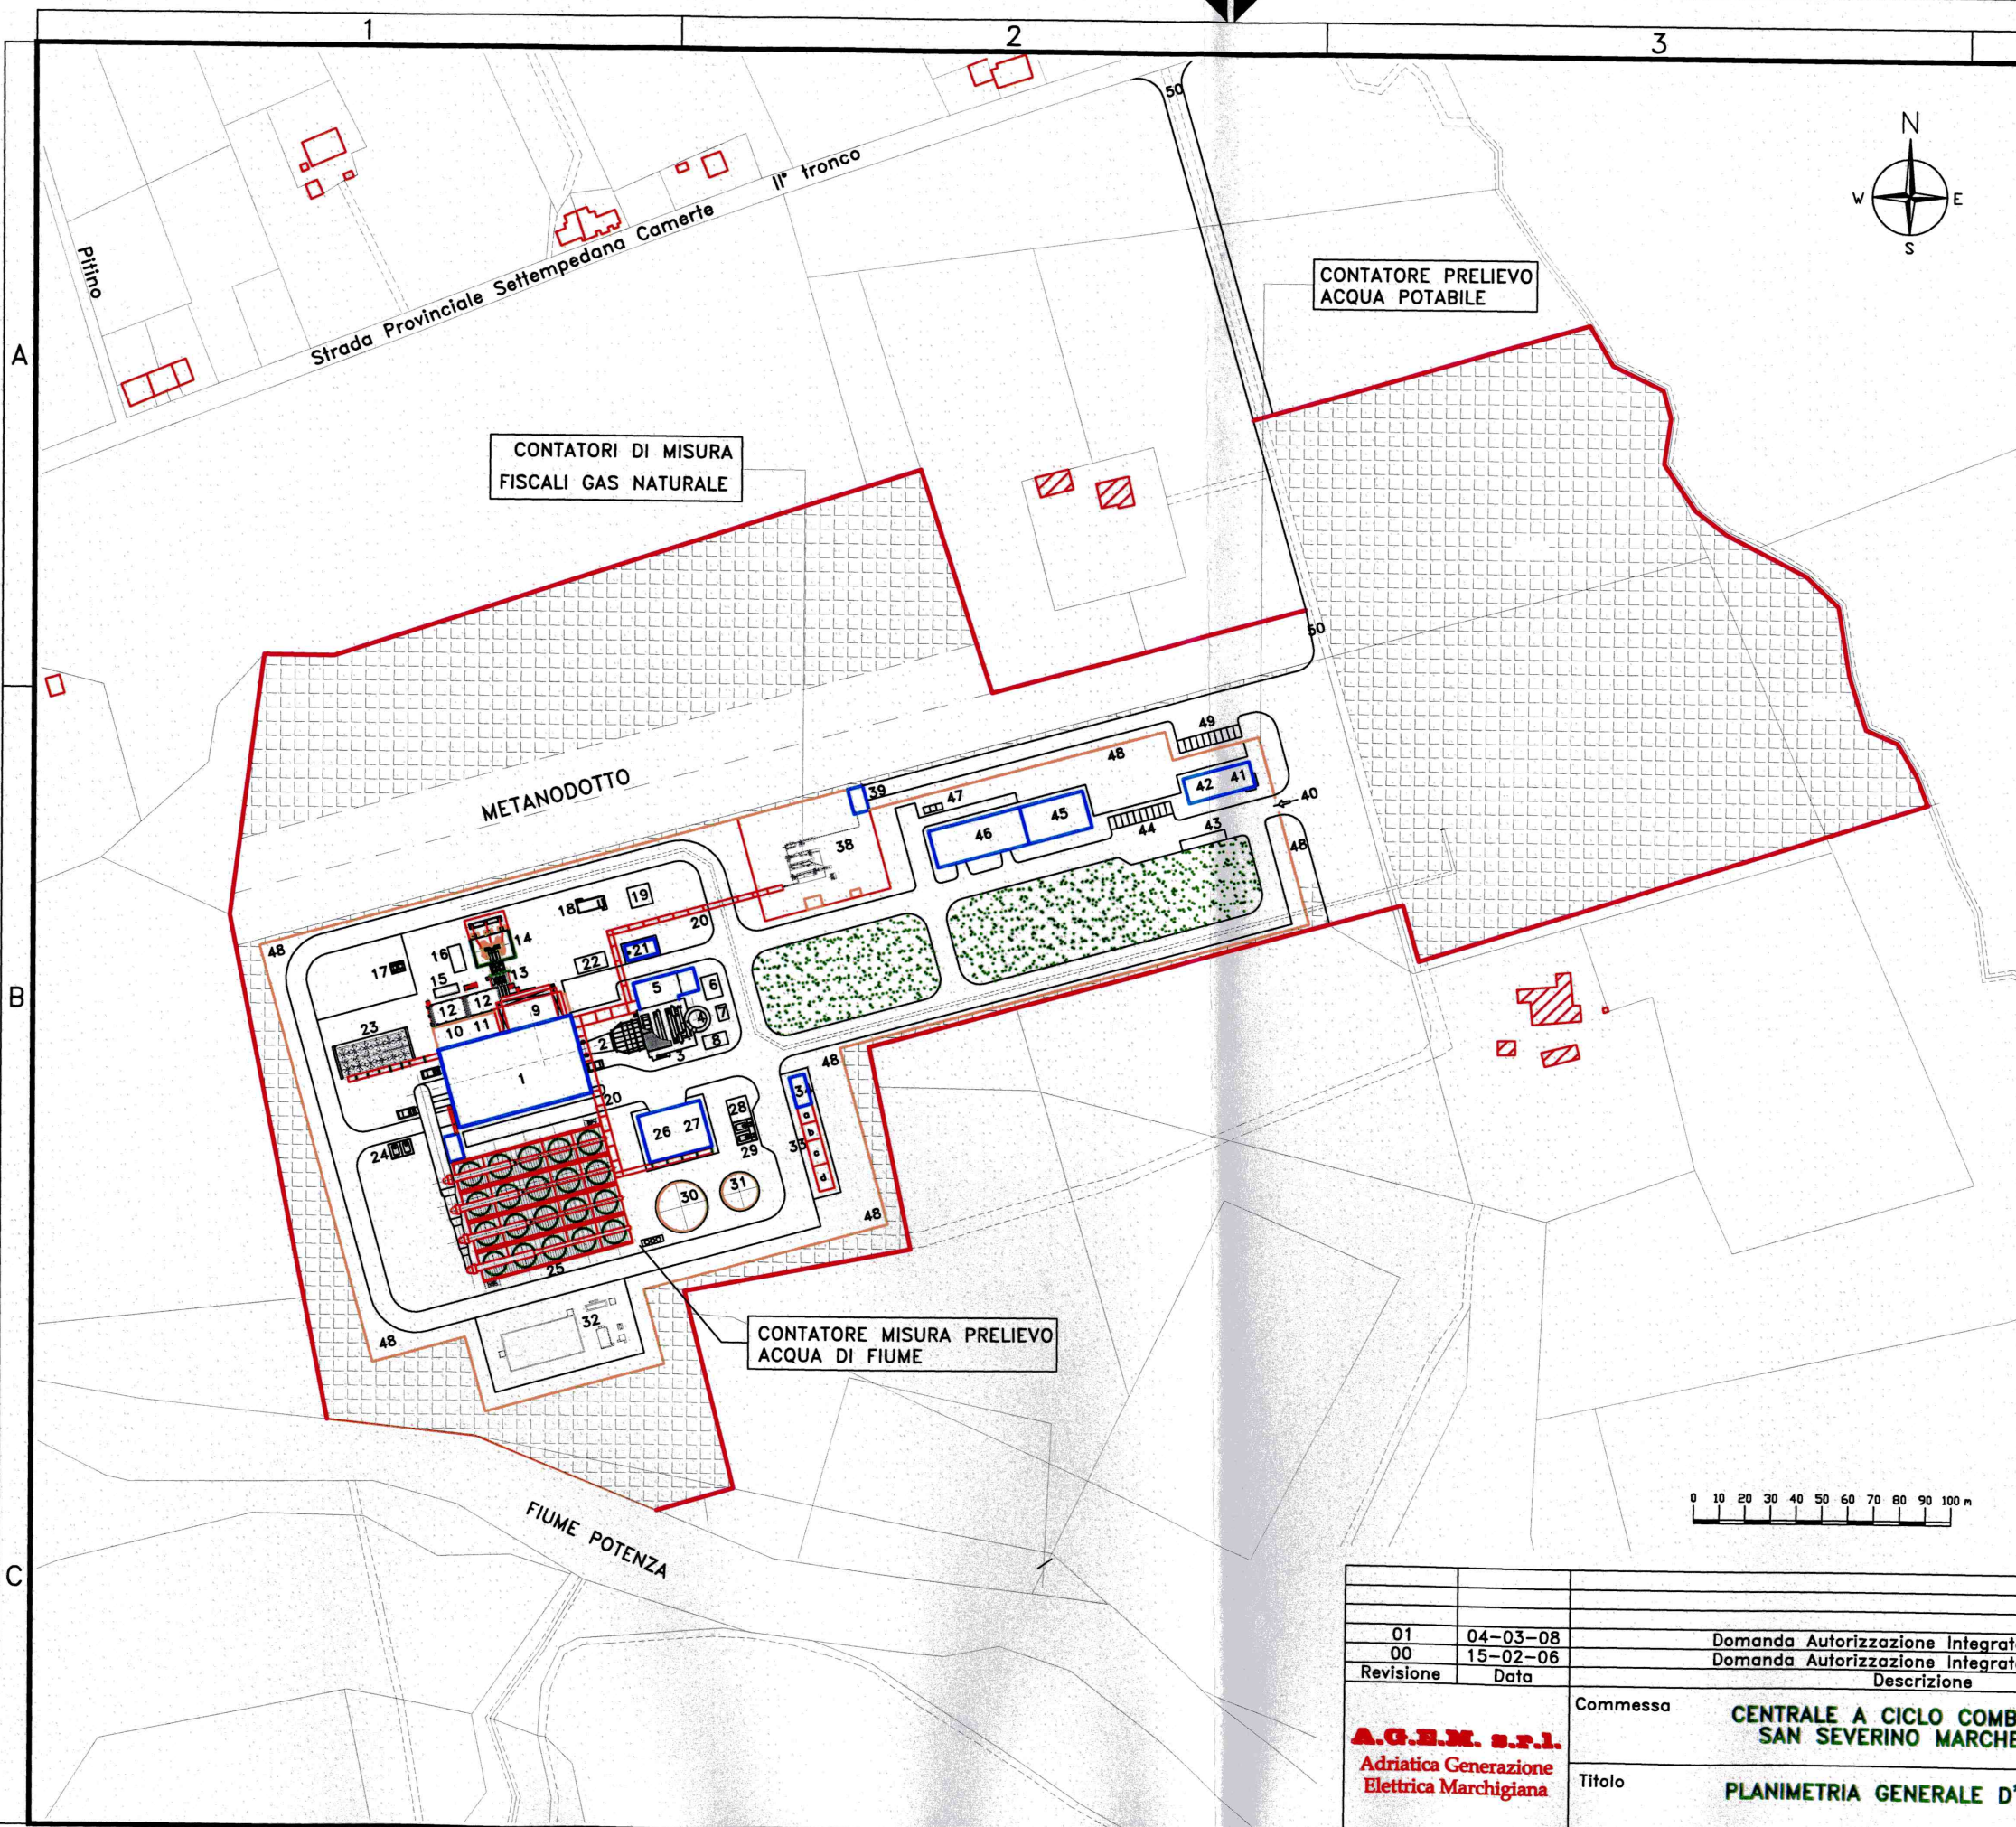 1
2
3
N
W
E
S
A
B
C
50
Pitino
Strada Provinciale Settempedana Camerte
II° tronco
CONTATORE PRELIEVO
ACQUA POTABILE
CONTATORI DI MISURA
FISCALI GAS NATURALE
50
METANODOTTO
49
48
42
41
40
39
47
45
46
44
43
48
38
18
19
20
21
22
14
16
17
15
13
12
12
10
11
9
5
6
4
7
8
2
3
23
1
48
20
24
26
27
28
29
30
31
34
a
b
c
d
33
48
48
25
32
48
CONTATORE MISURA PRELIEVO
ACQUA DI FIUME
FIUME POTENZA
0 10 20 30 40 50 60 70 80 90 100 m
01 04-03-08 Domanda Autorizzazione Integrat
00 15-02-06 Domanda Autorizzazione Integrat
Revisione Data Descrizione
A.G.E.M. s.r.l.
Adriatica Generazione
Elettrica Marchigiana
Commessa
CENTRALE A CICLO COMB
SAN SEVERINO MARCHE
Titolo
PLANIMETRIA GENERALE D'